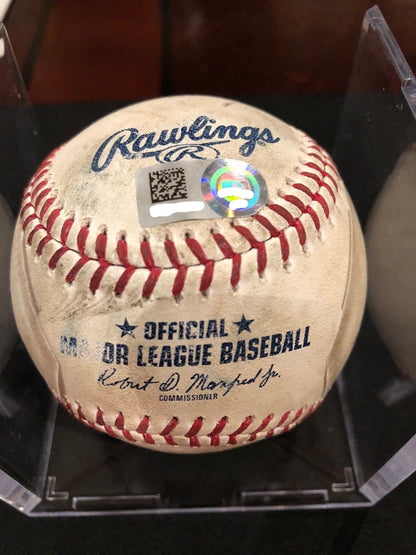 Rawlings
R
★ OFFICIAL ★
MAJOR LEAGUE BASEBALL
Robert D. Manfred Jr.
COMMISSIONER